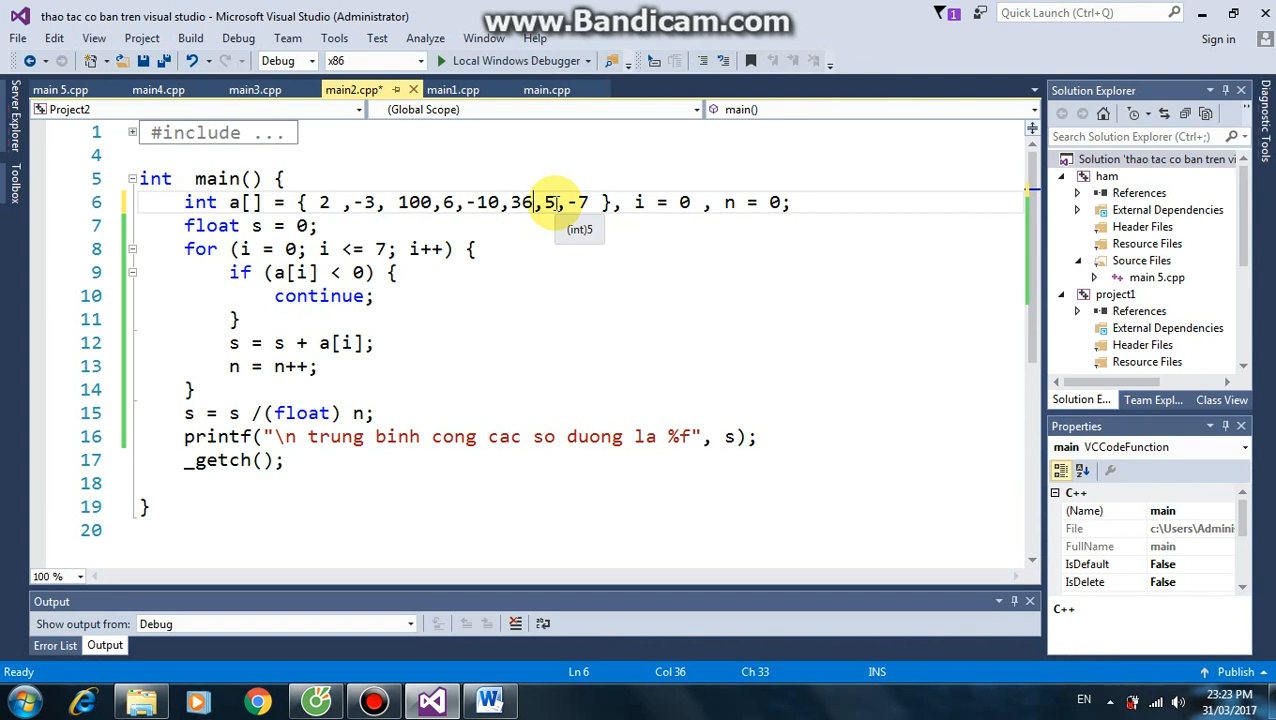 thao tac co ban tren visual studio - Microsoft Visual Studio (Administrator)
www.Bandicam.com
1
Quick Launch (Ctrl+Q)
File Edit View Project Build Debug Team Tools Test Analyze Window Help
Sign in
Debug x86 Local Windows Debugger
main 5.cpp main4.cpp main3.cpp main2.cpp* main1.cpp main.cpp
Project2 (Global Scope) main()
1 #include ...
4
5 int main() {
6 int a[] = { 2 ,-3, 100,6,-10,36,5,-7 }, i = 0 , n = 0;
(int)5
7 float s = 0;
8 for (i = 0; i <= 7; i++) {
9 if (a[i] < 0) {
10 continue;
11 }
12 s = s + a[i];
13 n = n++;
14 }
15 s = s /(float) n;
16 printf("\n trung binh cong cac so duong la %f", s);
17 _getch();
18
19 }
20
100 %
Output
Show output from: Debug
Error List Output
Ready Ln 6 Col 36 Ch 33 INS Publish
Server Explorer
Toolbox
Solution Explorer
Search Solution Explorer (Ctrl+;)
Solution 'thao tac co ban tren vi
ham
References
External Dependencies
Header Files
Resource Files
Source Files
main 5.cpp
project1
References
External Dependencies
Header Files
Resource Files
Solution E... Team Expl... Class View
Properties
main VCCodeFunction
C++
(Name) main
File c:\Users\Admini
FullName main
IsDefault False
IsDelete False
C++
Diagnostic Tools
EN
23:23 PM
31/03/2017